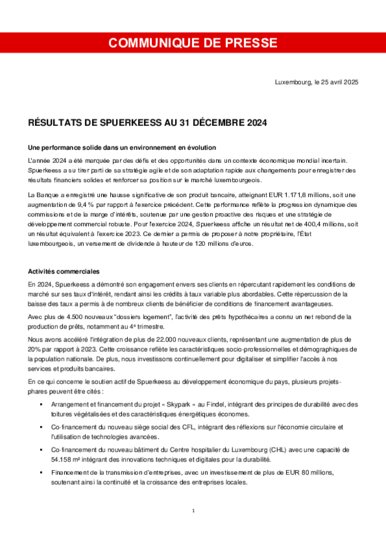 COMMUNIQUE DE PRESSE
Luxembourg, le 25 avril 2025
RÉSULTATS DE SPUERKEESS AU 31 DÉCEMBRE 2024
Une performance solide dans un environnement en évolution
L'année 2024 a été marquée par des défis et des opportunités dans un contexte économique mondial incertain.
Spuerkeess a su tirer parti de sa stratégie agile et de son adaptation rapide aux changements pour enregistrer des
résultats financiers solides et renforcer sa position sur le marché luxembourgeois.
La Banque a enregistré une hausse significative de son produit bancaire, atteignant EUR 1.171,8 millions, soit une
augmentation de 9,4 % par rapport à l'exercice précédent. Cette performance reflète la progression dynamique des
commissions et de la marge d'intérêts, soutenue par une gestion proactive des risques et une stratégie de
développement commercial robuste. Pour l'exercice 2024, Spuerkeess affiche un résultat net de 400,4 millions, soit
un résultat équivalent à l'exercice 2023. Ce dernier a permis de proposer à notre propriétaire, l'État
luxembourgeois, un versement de dividende à hauteur de 120 millions d'euros.
Activités commerciales
En 2024, Spuerkeess a démontré son engagement envers ses clients en répercutant rapidement les conditions de
marché sur ses taux d'intérêt, rendant ainsi les crédits à taux variable plus abordables. Cette répercussion de la
baisse des taux a permis à de nombreux clients de bénéficier de conditions de financement avantageuses.
Avec plus de 4.500 nouveaux "dossiers logement", l'activité des prêts hypothécaires a connu un net rebond de la
production de prêts, notamment au 4e trimestre.
Nous avons accéléré l'intégration de plus de 22.000 nouveaux clients, représentant une augmentation de plus de
20% par rapport à 2023. Cette croissance reflète les caractéristiques socio-professionnelles et démographiques de
la population nationale. De plus, nous investissons continuellement pour digitaliser et simplifier l'accès à nos
services et produits bancaires.
En ce qui concerne le soutien actif de Spuerkeess au développement économique du pays, plusieurs projets-
phares peuvent être cités :
• Arrangement et financement du projet « Skypark » au Findel, intégrant des principes de durabilité avec des
toitures végétalisées et des caractéristiques énergétiques économes.
• Co-financement du nouveau siège social des CFL, intégrant des réflexions sur l'économie circulaire et
l'utilisation de technologies avancées.
• Co-financement du nouveau bâtiment du Centre hospitalier du Luxembourg (CHL) avec une capacité de
54.158 m² intégrant des innovations techniques et digitales pour la durabilité.
• Financement de la transmission d'entreprises, avec un investissement de plus de EUR 80 millions,
soutenant ainsi la continuité et la croissance des entreprises locales.
1